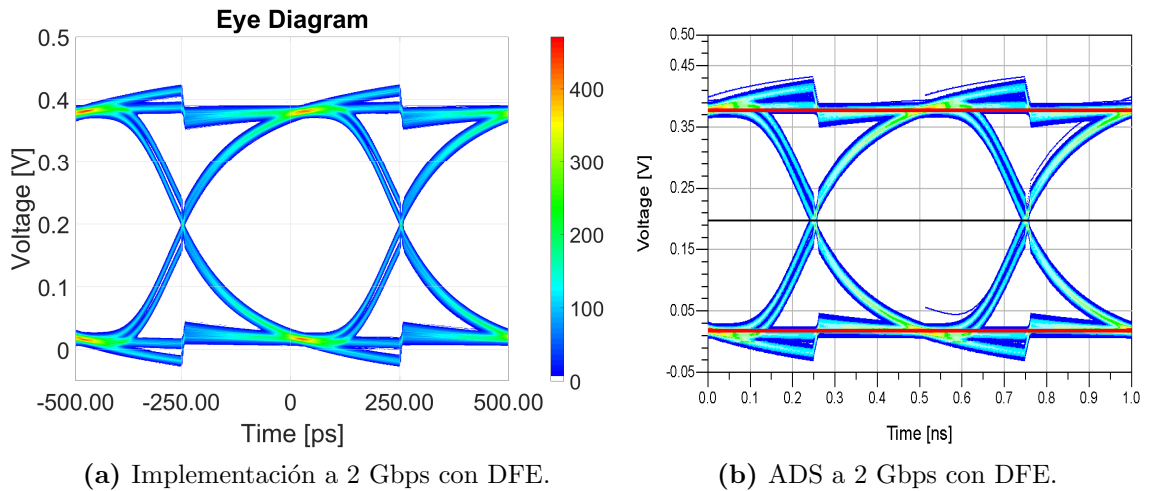 Eye Diagram
Voltage [V]
0.5
0.4
0.3
0.2
0.1
0
-500.00 -250.00 0 250.00 500.00
Time [ps]
400
300
200
100
0
(a) Implementación a 2 Gbps con DFE.
Voltage [V]
0.50
0.45
0.35
0.25
0.15
0.05
-0.05
0.0 0.1 0.2 0.3 0.4 0.5 0.6 0.7 0.8 0.9 1.0
Time [ns]
(b) ADS a 2 Gbps con DFE.